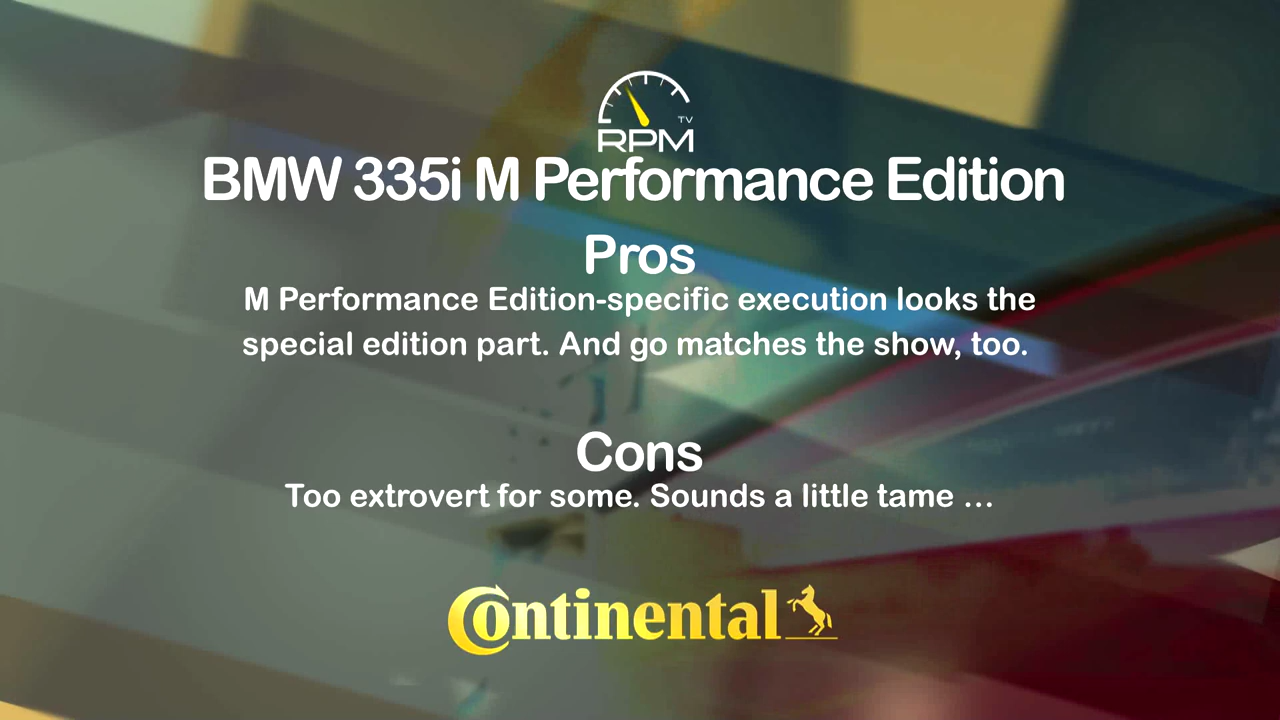 TV
RPM
BMW 335i M Performance Edition
Pros
M Performance Edition-specific execution looks the
special edition part. And go matches the show, too.
Cons
Too extrovert for some. Sounds a little tame ...
Continental